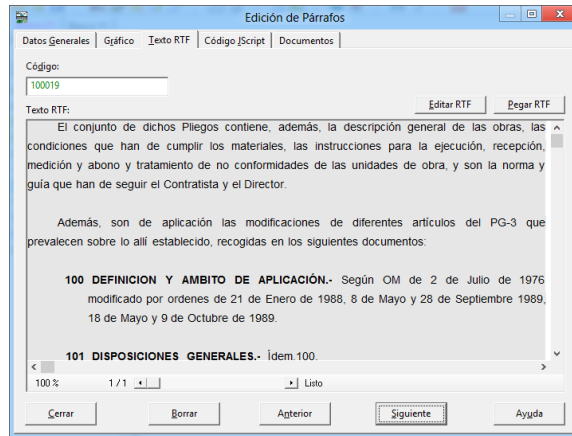 Edición de Párrafos
Datos Generales Gráfico Texto RTF Código JScript Documentos
Código:
100019
Texto RTF:
Editar RTF Pegar RTF
El conjunto de dichos Pliegos contiene, además, la descripción general de las obras, las
condiciones que han de cumplir los materiales, las instrucciones para la ejecución, recepción,
medición y abono y tratamiento de no conformidades de las unidades de obra, y son la norma y
guía que han de seguir el Contratista y el Director.
Además, son de aplicación las modificaciones de diferentes artículos del PG-3 que
prevalecen sobre lo allí establecido, recogidas en los siguientes documentos:
100 DEFINICION Y AMBITO DE APLICACIÓN.- Según OM de 2 de Julio de 1976
modificado por ordenes de 21 de Enero de 1988, 8 de Mayo y 28 de Septiembre 1989,
18 de Mayo y 9 de Octubre de 1989.
101 DISPOSICIONES GENERALES.- Ídem.100.
100 % 1 / 1 Listo
Cerrar Borrar Anterior Siguiente Ayuda